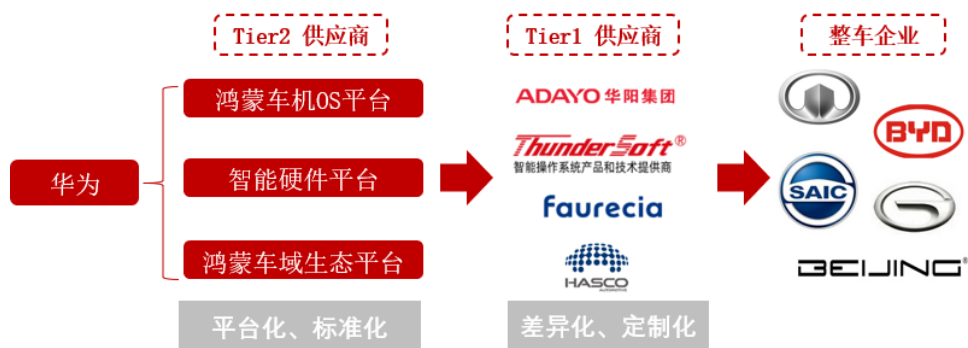 Tier2 供应商
Tier1 供应商
整车企业
华为
鸿蒙车机OS平台
智能硬件平台
鸿蒙车域生态平台
平台化、标准化
ADAYO 华阳集团
ThunderSoft®
智能操作系统产品和技术提供商
faurecia
HASCO
AUTOMOTIVE
差异化、定制化
BYD
SAIC
BEIJING®